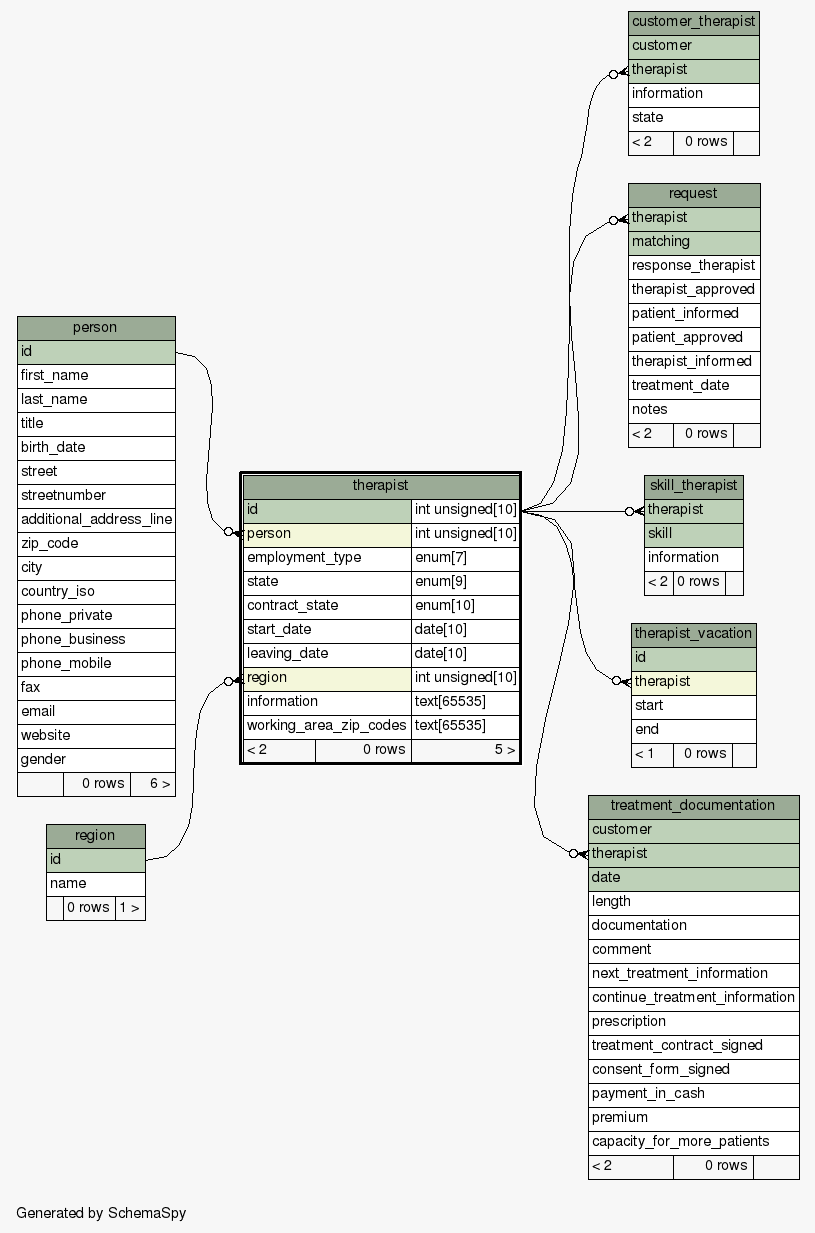 customer_therapist
customer
therapist
information
state
< 2 0 rows
request
therapist
matching
response_therapist
therapist_approved
patient_informed
patient_approved
therapist_informed
treatment_date
notes
< 2 0 rows
person
id
first_name
last_name
title
birth_date
street
streetnumber
additional_address_line
zip_code
city
country_iso
phone_private
phone_business
phone_mobile
fax
email
website
gender
0 rows 6 >
therapist
id int unsigned[10]
person int unsigned[10]
employment_type enum[7]
state enum[9]
contract_state enum[10]
start_date date[10]
leaving_date date[10]
region int unsigned[10]
information text[65535]
working_area_zip_codes text[65535]
< 2 0 rows 5 >
skill_therapist
therapist
skill
information
< 2 0 rows
therapist_vacation
id
therapist
start
end
< 1 0 rows
region
id
name
0 rows 1 >
treatment_documentation
customer
therapist
date
length
documentation
comment
next_treatment_information
continue_treatment_information
prescription
treatment_contract_signed
consent_form_signed
payment_in_cash
premium
capacity_for_more_patients
< 2 0 rows
Generated by SchemaSpy